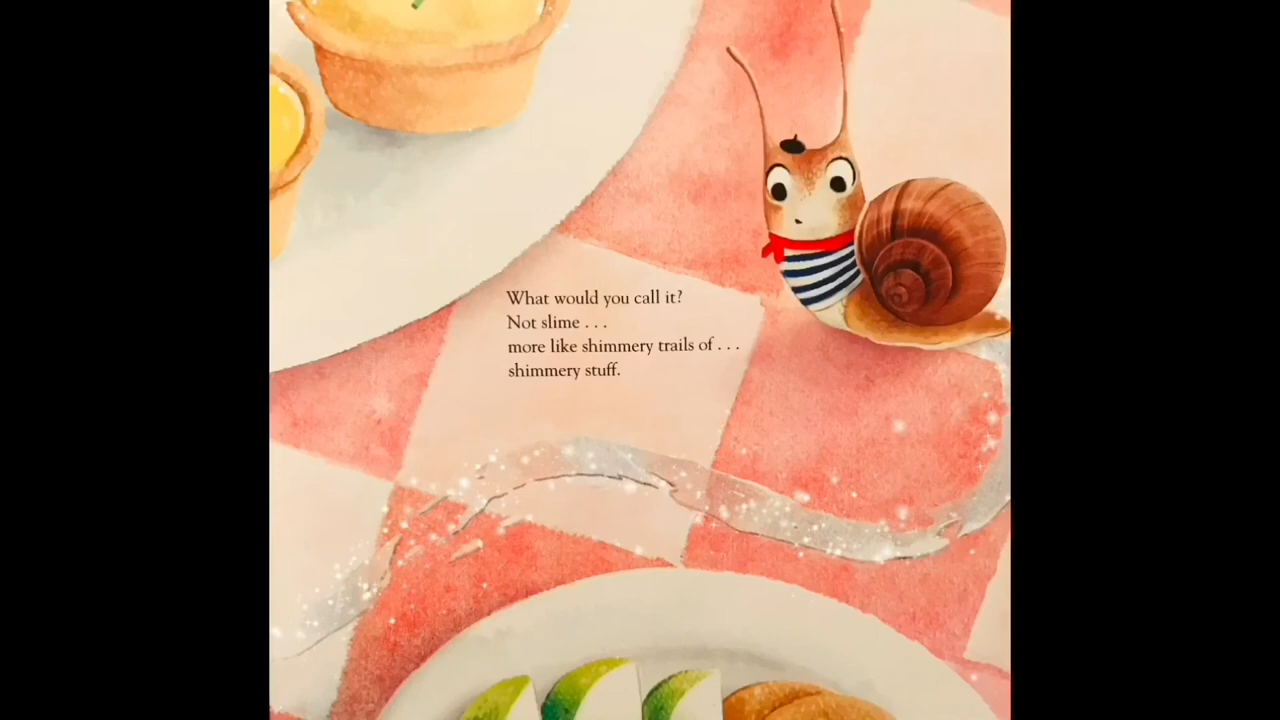 What would you call it?
Not slime . . .
more like shimmery trails of . . .
shimmery stuff.